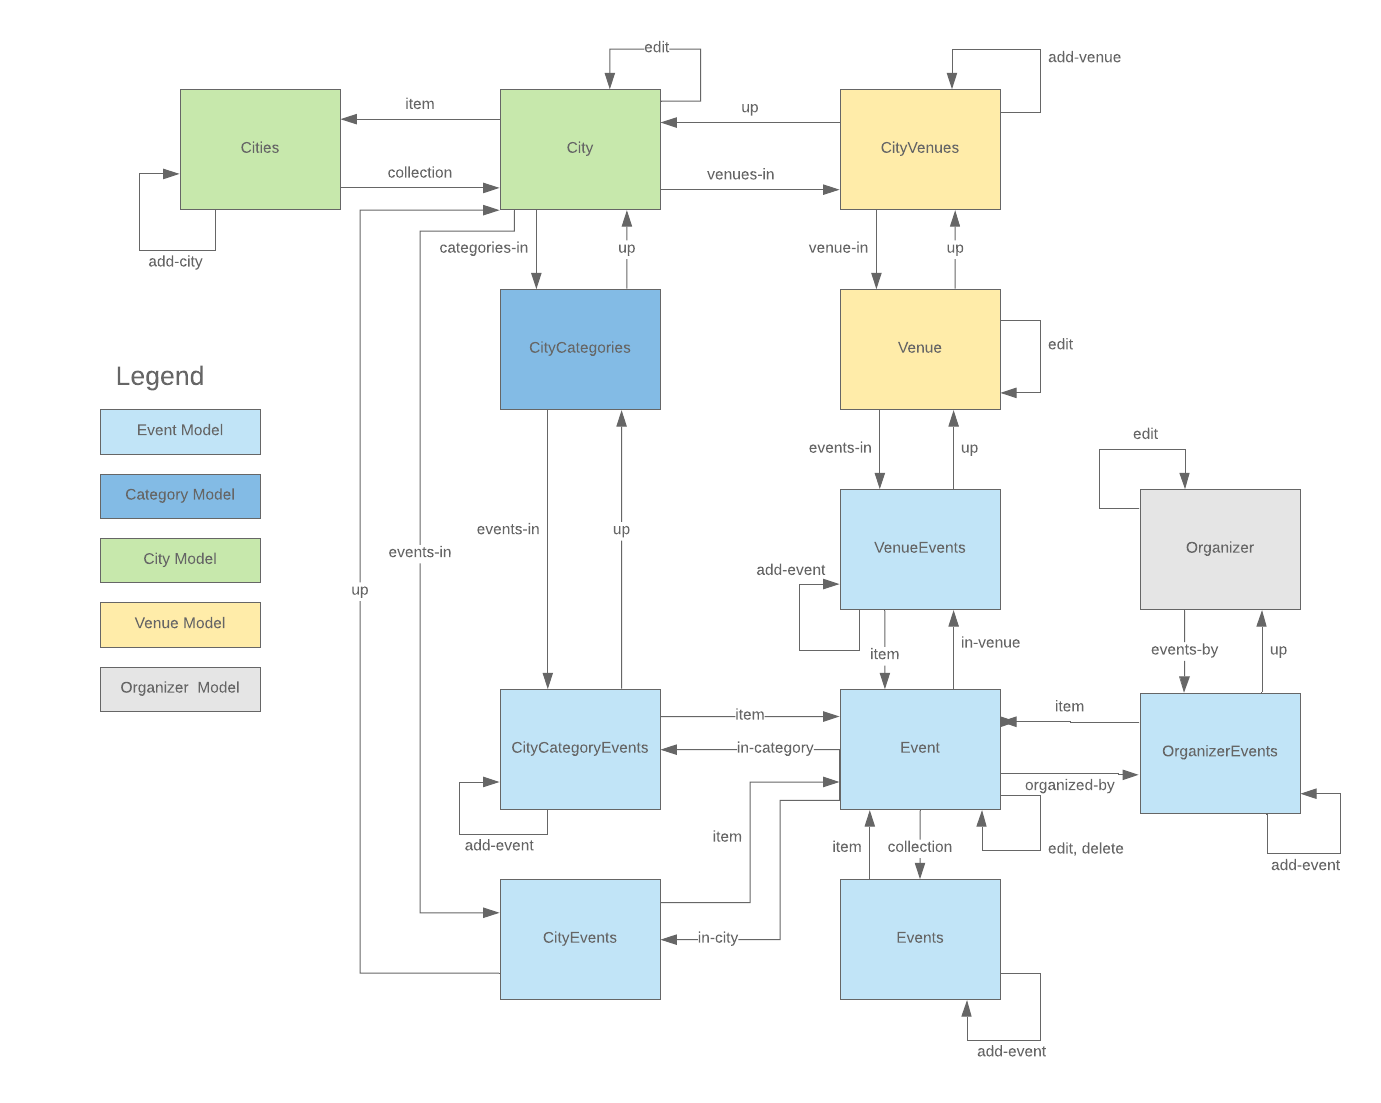 edit
add-venue
item
up
Cities
City
CityVenues
collection
venues-in
add-city
categories-in
up
venue-in
up
CityCategories
Venue
edit
Legend
Event Model
Category Model
City Model
Venue Model
Organizer  Model
events-in
up
edit
events-in
up
events-in
up
VenueEvents
Organizer
add-event
item
in-venue
events-by
up
CityCategoryEvents
item
in-category
Event
item
OrganizerEvents
organized-by
add-event
item
item
collection
edit, delete
add-event
CityEvents
in-city
Events
add-event